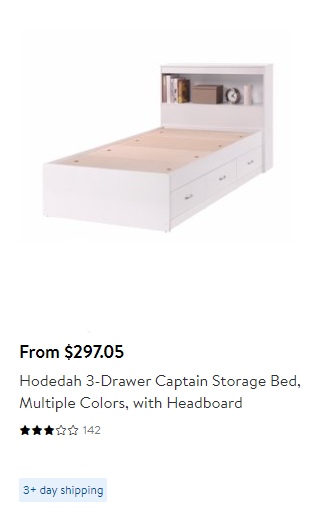 From $297.05
Hodedah 3-Drawer Captain Storage Bed,
Multiple Colors, with Headboard
142
3+ day shipping